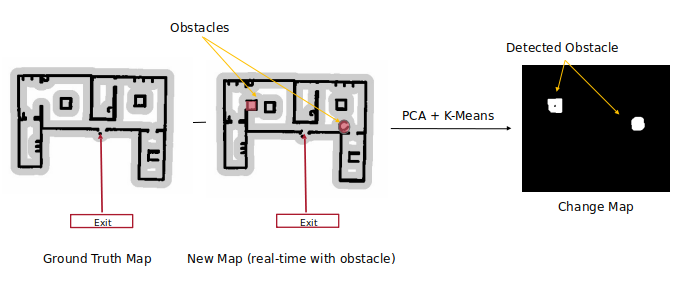 Obstacles
Detected Obstacle
PCA + K-Means
Exit
Exit
Change Map
Ground Truth Map
New Map (real-time with obstacle)